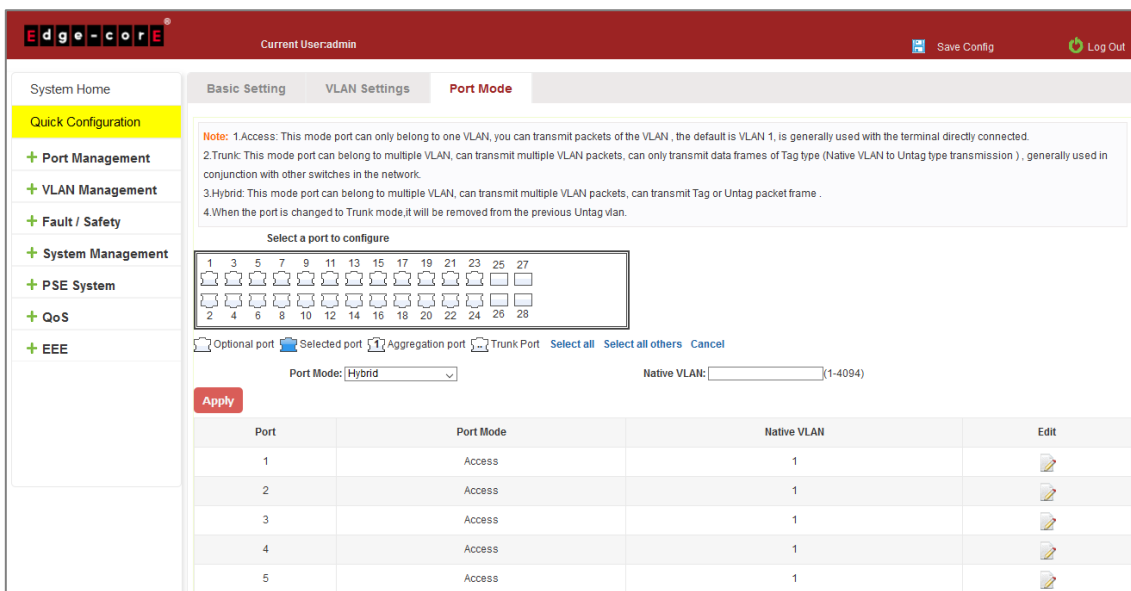 Edge-corE®
Current User:admin
Save Config
Log Out
System Home
Quick Configuration
Port Management
VLAN Management
Fault / Safety
System Management
PSE System
QoS
EEE
Basic Setting VLAN Settings Port Mode
Note: 1.Access: This mode port can only belong to one VLAN, you can transmit packets of the VLAN , the default is VLAN 1, is generally used with the terminal directly connected.
2.Trunk: This mode port can belong to multiple VLAN, can transmit multiple VLAN packets, can only transmit data frames of Tag type (Native VLAN to Untag type transmission ) , generally used in
conjunction with other switches in the network.
3.Hybrid: This mode port can belong to multiple VLAN, can transmit multiple VLAN packets, can transmit Tag or Untag packet frame .
4.When the port is changed to Trunk mode,it will be removed from the previous Untag vlan.
Select a port to configure
1 3 5 7 9 11 13 15 17 19 21 23 25 27
2 4 6 8 10 12 14 16 18 20 22 24 26 28
Optional port Selected port 1 Aggregation port .. Trunk Port Select all Select all others Cancel
Port Mode: Hybrid Native VLAN: (1-4094)
Apply
Port Port Mode Native VLAN Edit
1 Access 1
2 Access 1
3 Access 1
4 Access 1
5 Access 1